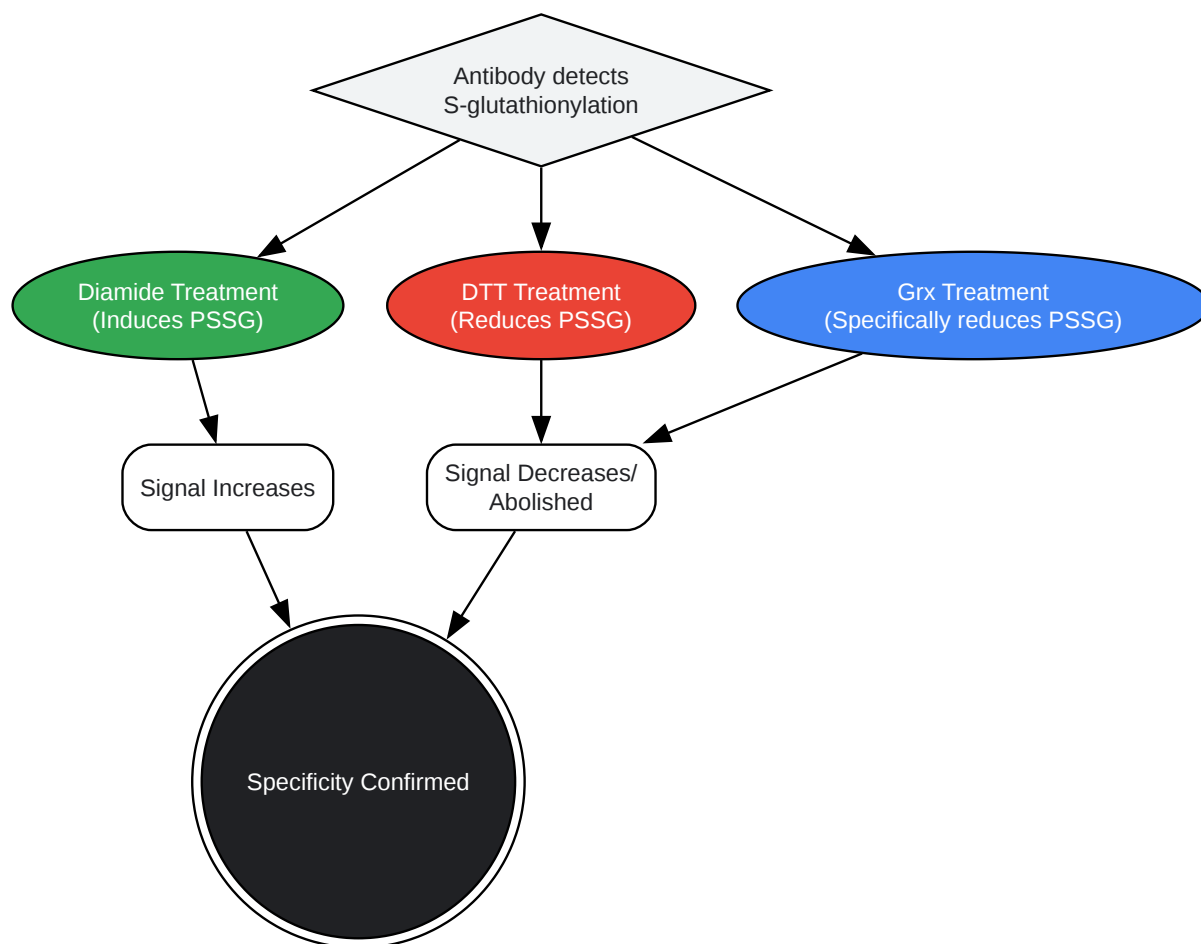 Antibody detects
S-glutathionylation
Diamide Treatment
(Induces PSSG)
DTT Treatment
(Reduces PSSG)
Grx Treatment
(Specifically reduces PSSG)
Signal Increases
Signal Decreases/
Abolished
Specificity Confirmed